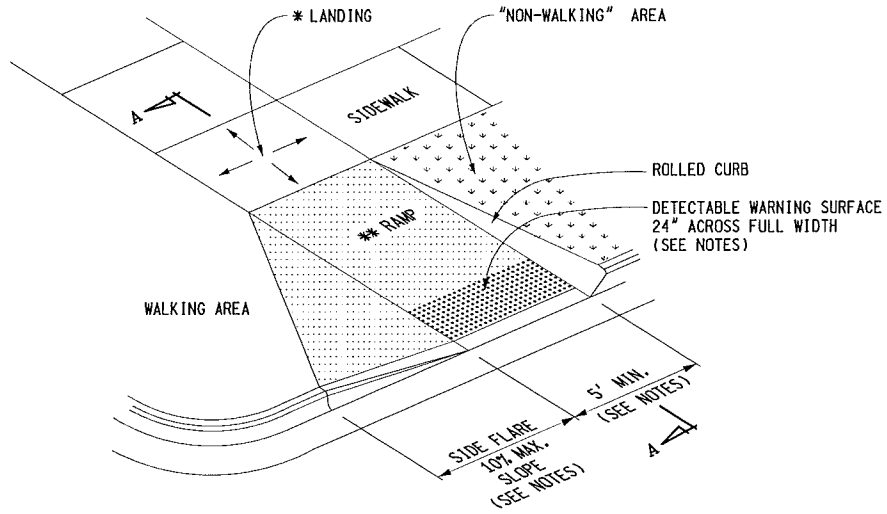 * LANDING
"NON-WALKING" AREA
A
SIDEWALK
ROLLED CURB
DETECTABLE WARNING SURFACE
24" ACROSS FULL WIDTH
(SEE NOTES)
** RAMP
WALKING AREA
5' MIN.
(SEE NOTES)
SIDE FLARE
10% MAX.
SLOPE
(SEE NOTES)
A